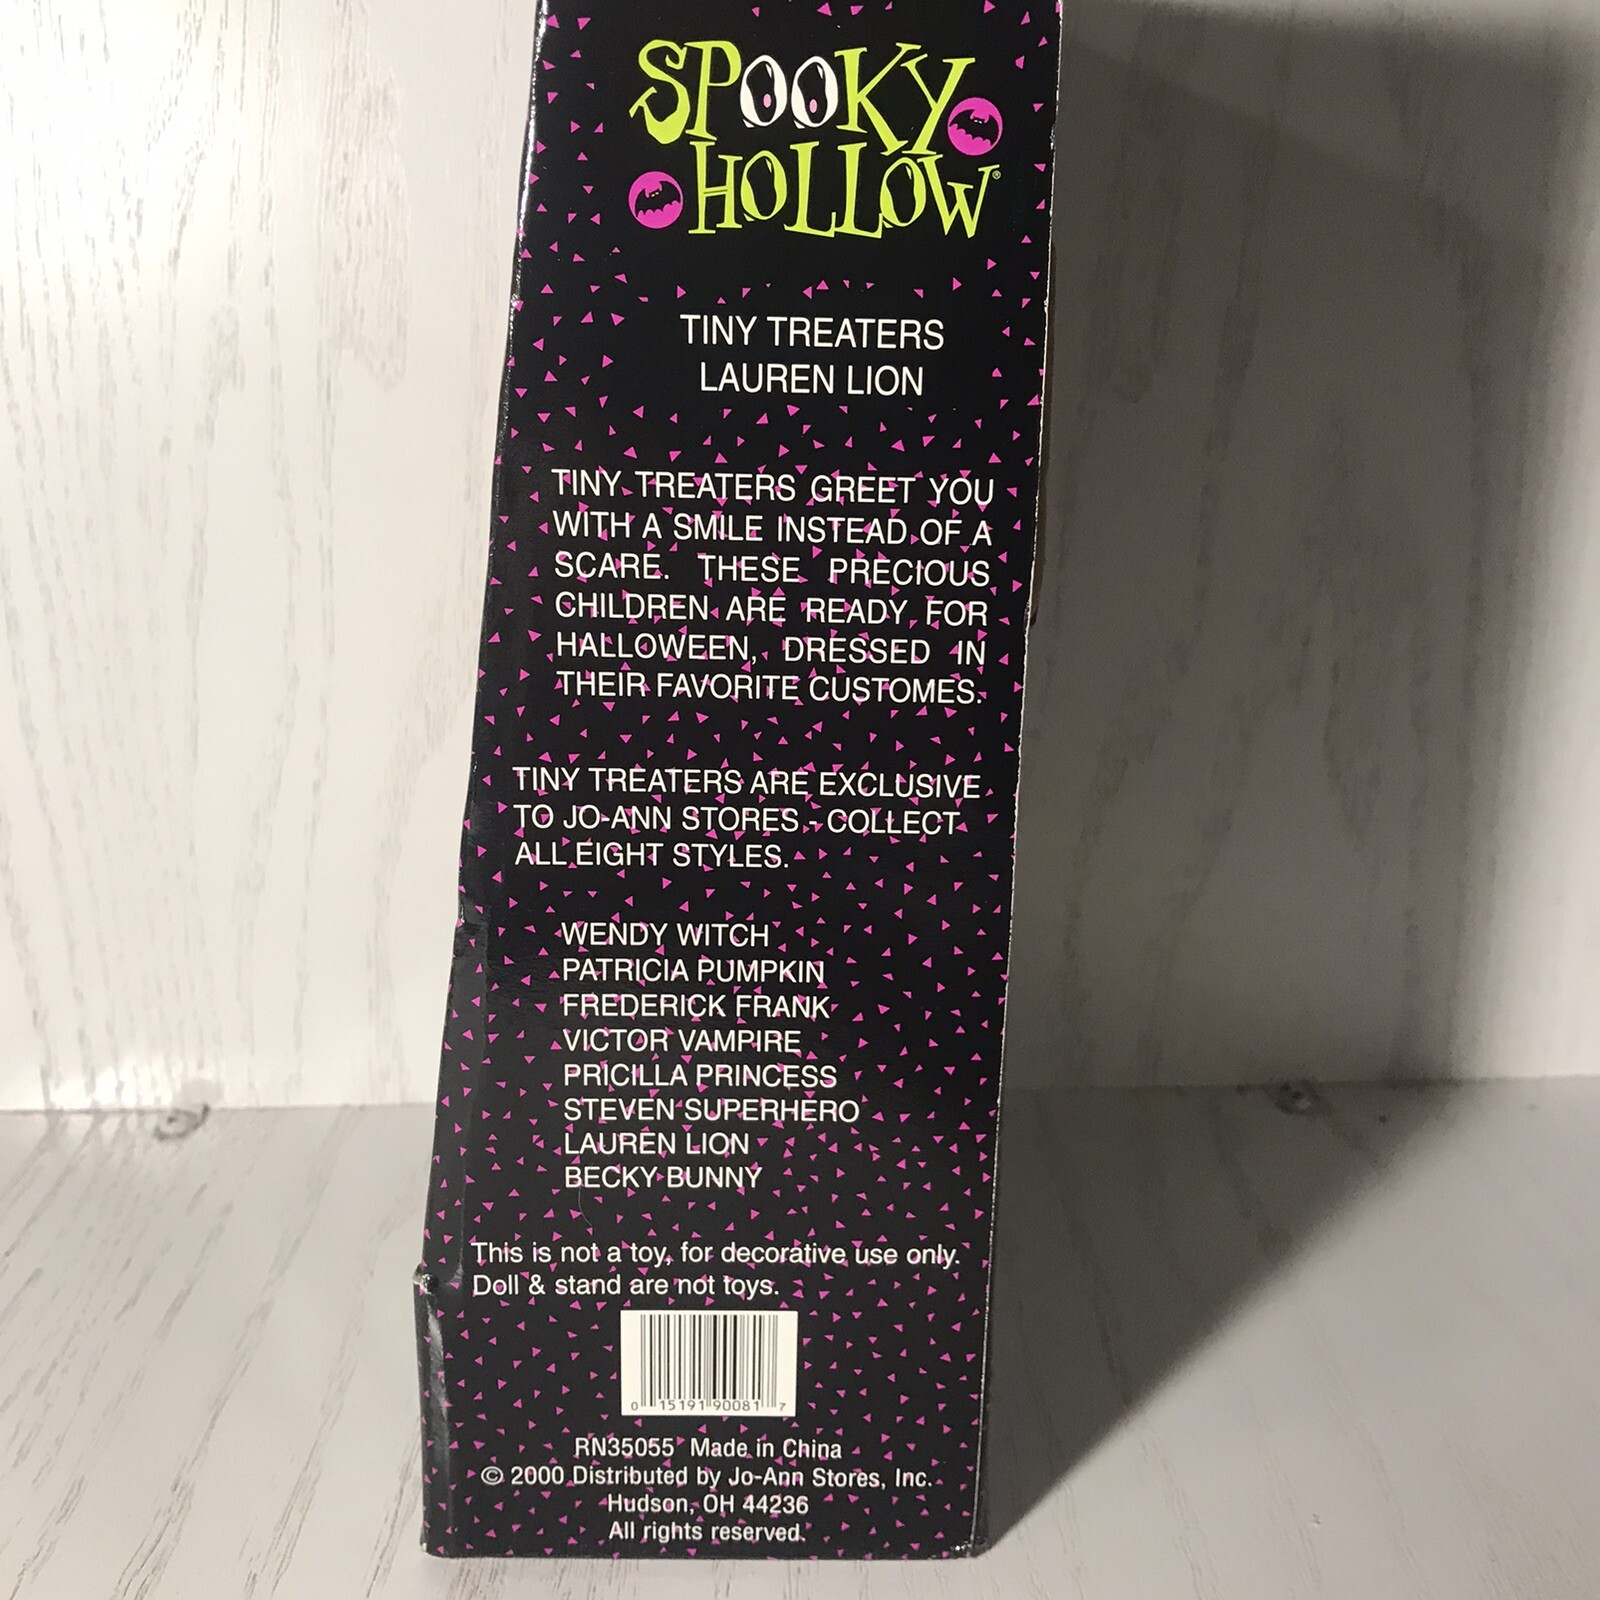 SPOOKY
HOLLOW®
TINY TREATERS
LAUREN LION
TINY TREATERS GREET YOU
WITH A SMILE INSTEAD OF A
SCARE. THESE PRECIOUS
CHILDREN ARE READY FOR
HALLOWEEN, DRESSED IN
THEIR FAVORITE CUSTOMES.
TINY TREATERS ARE EXCLUSIVE
TO JO-ANN STORES - COLLECT
ALL EIGHT STYLES.
WENDY WITCH
PATRICIA PUMPKIN
FREDERICK FRANK
VICTOR VAMPIRE
PRICILLA PRINCESS
STEVEN SUPERHERO
LAUREN LION
BECKY BUNNY
This is not a toy, for decorative use only.
Doll & stand are not toys.
0 15191 90081 7
RN35055 Made in China
© 2000 Distributed by Jo-Ann Stores, Inc.
Hudson, OH 44236
All rights reserved.